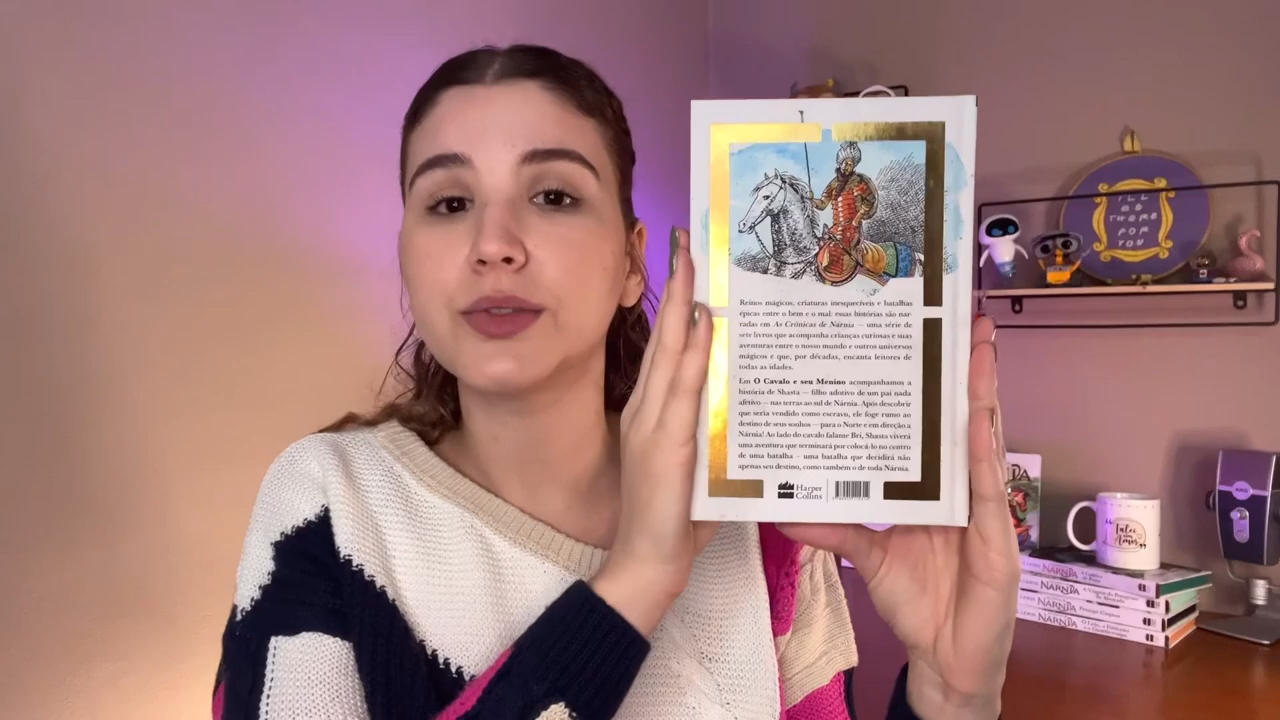 I'LL
BE
THERE
FOR
YOU
Reinos mágicos, criaturas inesquecíveis e batalhas
épicas entre o bem e o mal: essas histórias são nar-
radas em As Crônicas de Nárnia — uma série de
sete livros que acompanha crianças curiosas e suas
aventuras entre o nosso mundo e outros universos
mágicos e que, por décadas, encanta leitores de
todas as idades.
Em O Cavalo e seu Menino acompanhamos a
história de Shasta — filho adotivo de um pai nada
afetivo — nas terras ao sul de Nárnia. Após descobrir
que seria vendido como escravo, ele foge rumo ao
destino de seus sonhos — para o Norte e em direção a
Nárnia! Ao lado do cavalo falante Bri, Shasta viverá
uma aventura que terminará por colocá-lo no centro
de uma batalha – uma batalha que decidirá não
apenas seu destino, como também o de toda Nárnia.
Harper
Collins
Falei
com
Amor
NÁRNIA
NÁRNIA
NÁRNIA Príncipe Caspian
NÁRNIA